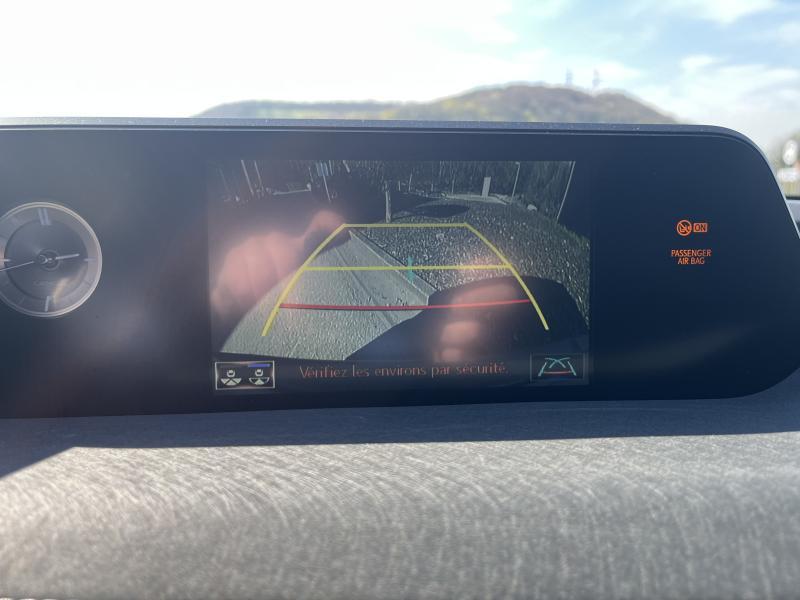 ON
PASSENGER
AIR BAG
Vérifiez les environs par sécurité.